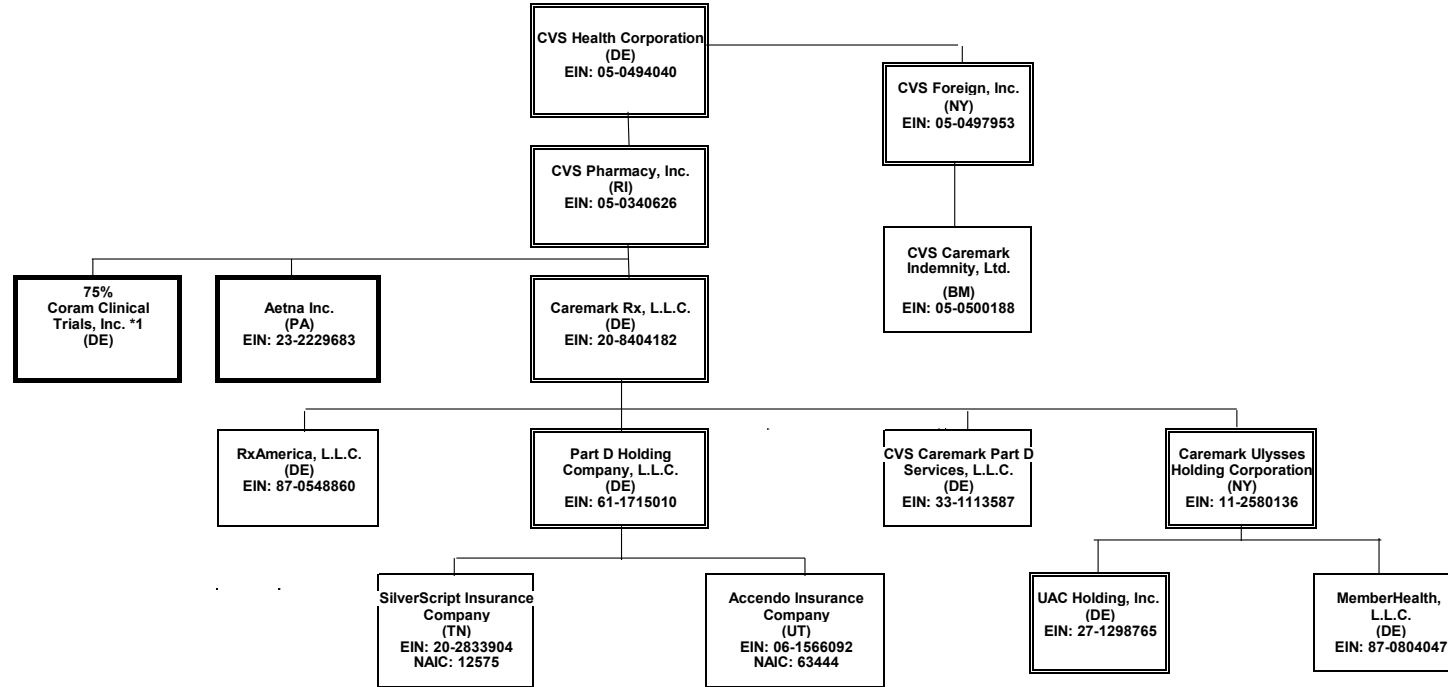 CVS Health Corporation
(DE)
EIN: 05-0494040
CVS Foreign, Inc.
(NY)
EIN: 05-0497953
CVS Pharmacy, Inc.
(RI)
EIN: 05-0340626
CVS Caremark
Indemnity, Ltd.
(BM)
EIN: 05-0500188
75%
Coram Clinical
Trials, Inc. *1
(DE)
Aetna Inc.
(PA)
EIN: 23-2229683
Caremark Rx, L.L.C.
(DE)
EIN: 20-8404182
RxAmerica, L.L.C.
(DE)
EIN: 87-0548860
Part D Holding
Company, L.L.C.
(DE)
EIN: 61-1715010
CVS Caremark Part D
Services, L.L.C.
(DE)
EIN: 33-1113587
Caremark Ulysses
Holding Corporation
(NY)
EIN: 11-2580136
SilverScript Insurance
Company
(TN)
EIN: 20-2833904
NAIC: 12575
Accendo Insurance
Company
(UT)
EIN: 06-1566092
NAIC: 63444
UAC Holding, Inc.
(DE)
EIN: 27-1298765
MemberHealth,
L.L.C.
(DE)
EIN: 87-0804047